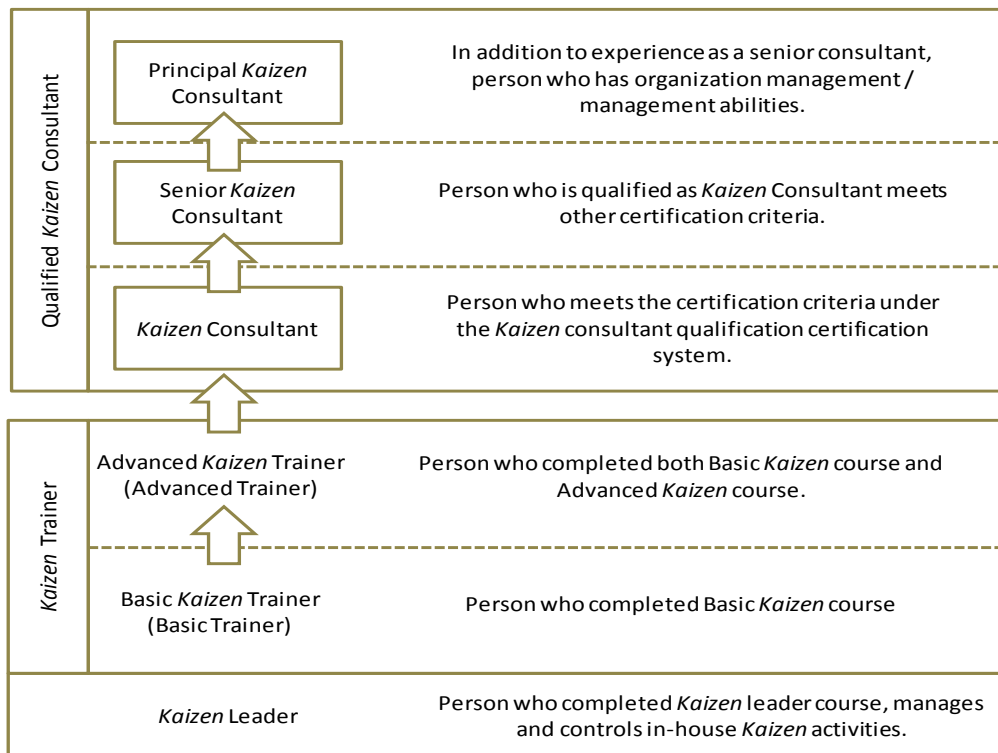 Qualified Kaizen Consultant
Principal Kaizen
Consultant
In addition to experience as a senior consultant,
person who has organization management /
management abilities.
Senior Kaizen
Consultant
Person who is qualified as Kaizen Consultant meets
other certification criteria.
Kaizen Consultant
Person who meets the certification criteria under
the Kaizen consultant qualification certification
system.
Kaizen Trainer
Advanced Kaizen Trainer
(Advanced Trainer)
Person who completed both Basic Kaizen course and
Advanced Kaizen course.
Basic Kaizen Trainer
(Basic Trainer)
Person who completed Basic Kaizen course
Kaizen Leader
Person who completed Kaizen leader course, manages
and controls in-house Kaizen activities.